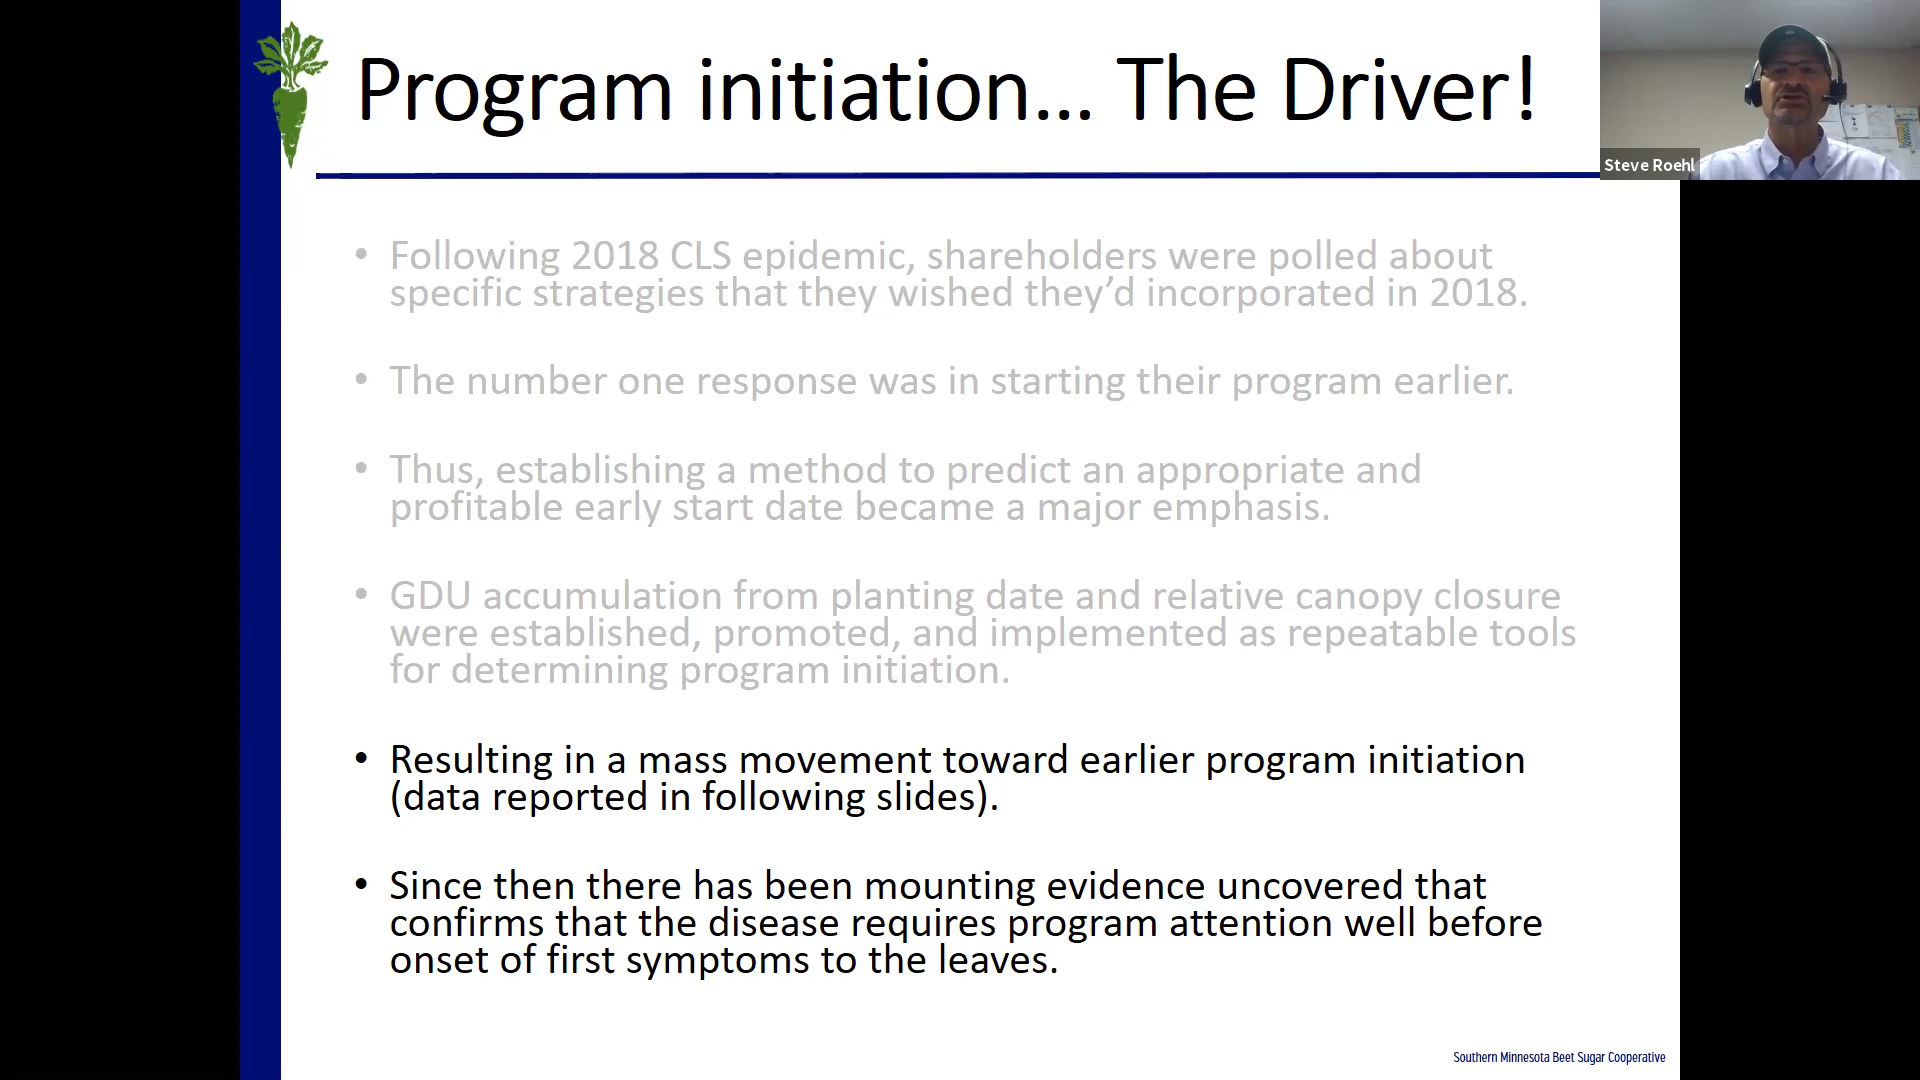 Program initiation... The Driver!
Steve Roehl
• Following 2018 CLS epidemic, shareholders were polled about
specific strategies that they wished they’d incorporated in 2018.
• The number one response was in starting their program earlier.
• Thus, establishing a method to predict an appropriate and
profitable early start date became a major emphasis.
• GDU accumulation from planting date and relative canopy closure
were established, promoted, and implemented as repeatable tools
for determining program initiation.
• Resulting in a mass movement toward earlier program initiation
(data reported in following slides).
• Since then there has been mounting evidence uncovered that
confirms that the disease requires program attention well before
onset of first symptoms to the leaves.
Southern Minnesota Beet Sugar Cooperative